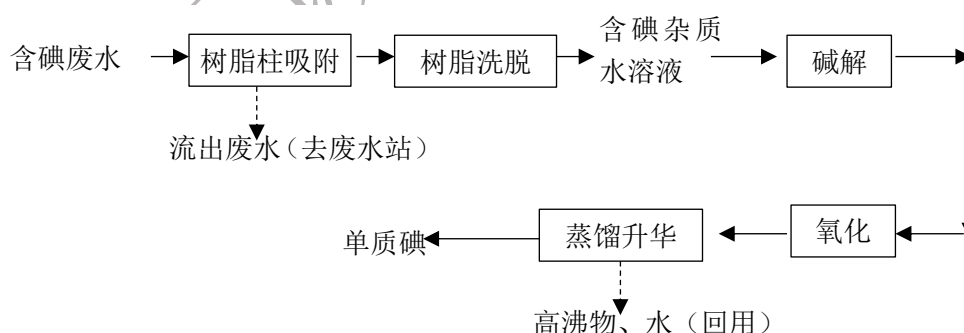 含碘废水
树脂柱吸附
树脂洗脱
含碘杂质
水溶液
碱解
流出废水（去废水站）
单质碘
蒸馏升华
氧化
高沸物、水（回用）